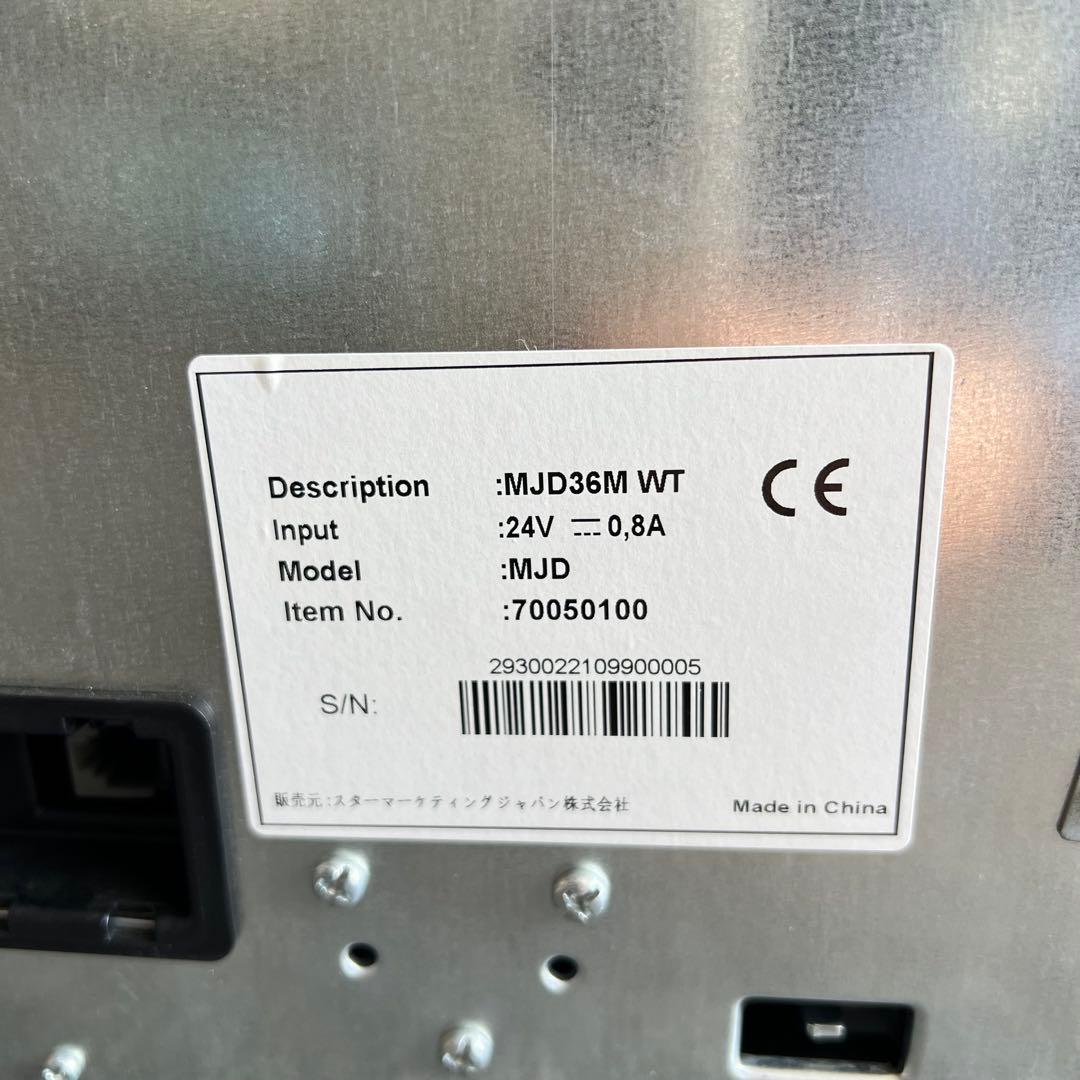 Description :MJD36M WT
Input :24V ⎓ 0,8A
Model :MJD
Item No. :70050100
CE
2930022109900005
S/N:
販売元:スターマーケティングジャパン株式会社
Made in China